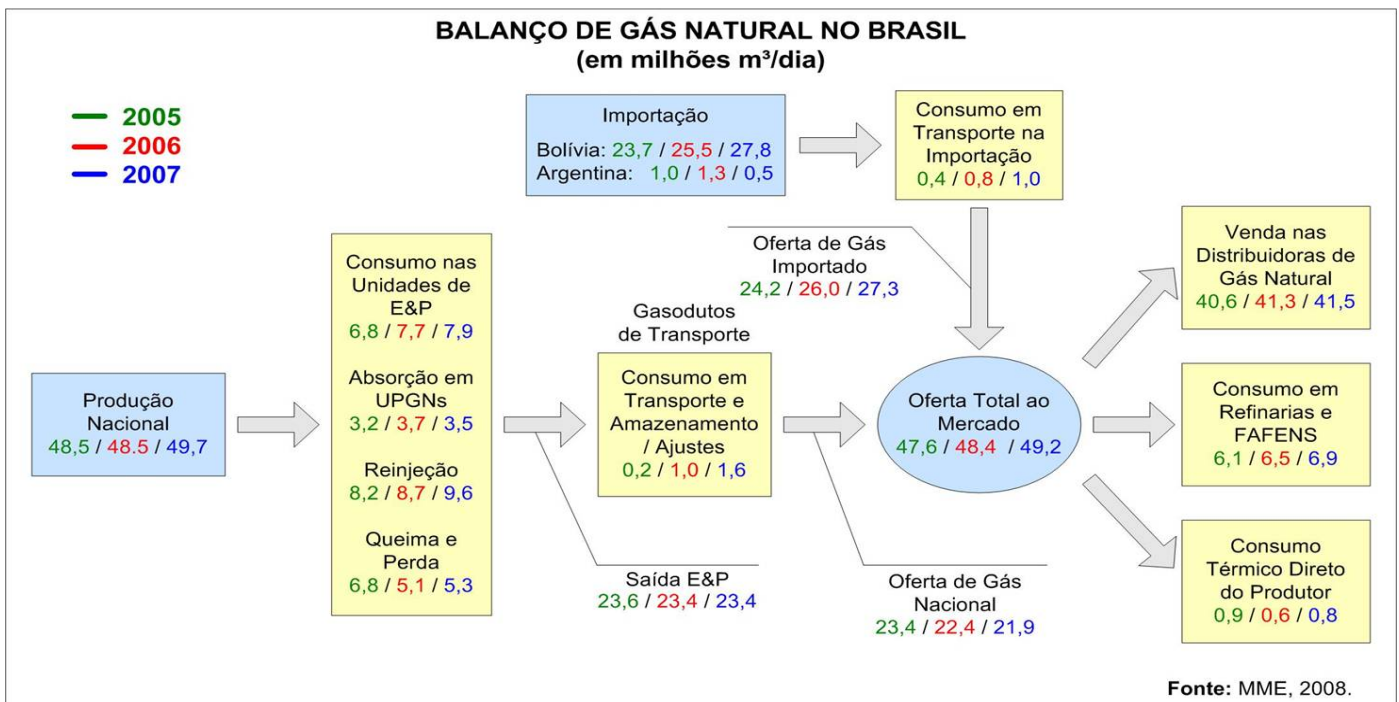 BALANÇO DE GÁS NATURAL NO BRASIL
(em milhões m³/dia)
2005
2006
2007
Importação
Bolívia: 23,7 / 25,5 / 27,8
Argentina: 1,0 / 1,3 / 0,5
Consumo em
Transporte na
Importação
0,4 / 0,8 / 1,0
Oferta de Gás
Importado
24,2 / 26,0 / 27,3
Produção
Nacional
48,5 / 48.5 / 49,7
Consumo nas
Unidades de
E&P
6,8 / 7,7 / 7,9
Absorção em
UPGNs
3,2 / 3,7 / 3,5
Reinjeção
8,2 / 8,7 / 9,6
Queima e
Perda
6,8 / 5,1 / 5,3
Saída E&P
23,6 / 23,4 / 23,4
Gasodutos
de Transporte
Consumo em
Transporte e
Amazenamento
/ Ajustes
0,2 / 1,0 / 1,6
Oferta de Gás
Nacional
23,4 / 22,4 / 21,9
Oferta Total ao
Mercado
47,6 / 48,4 / 49,2
Venda nas
Distribuidoras de
Gás Natural
40,6 / 41,3 / 41,5
Consumo em
Refinarias e
FAFENS
6,1 / 6,5 / 6,9
Consumo
Térmico Direto
do Produtor
0,9 / 0,6 / 0,8
Fonte: MME, 2008.